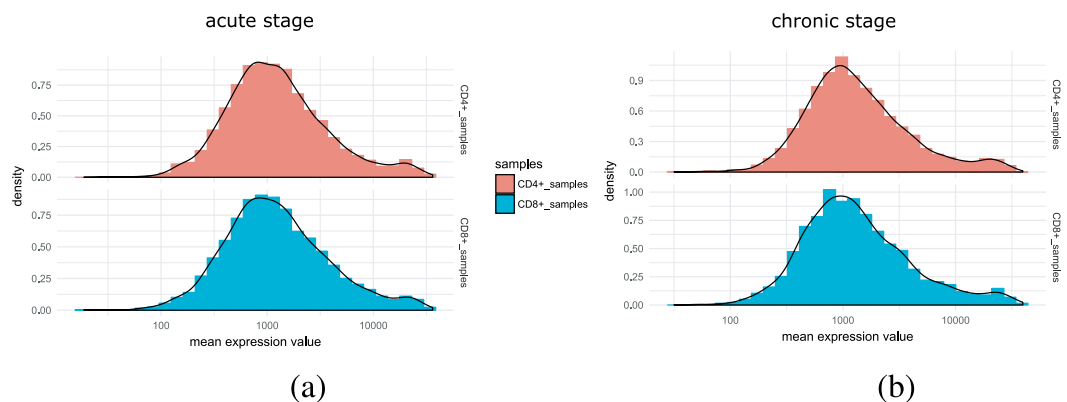 acute stage
chronic stage
0.75
0.50
0.25
0.00
CD4+_samples
0.75
0.50
0.25
0.00
CD8+_samples
density
100
1000
10000
mean expression value
samples
CD4+_samples
CD8+_samples
0.9
0.6
0.3
0.0
CD4+_samples
1.00
0.75
0.50
0.25
0.00
CD8+_samples
density
100
1000
10000
mean expression value
(a)
(b)